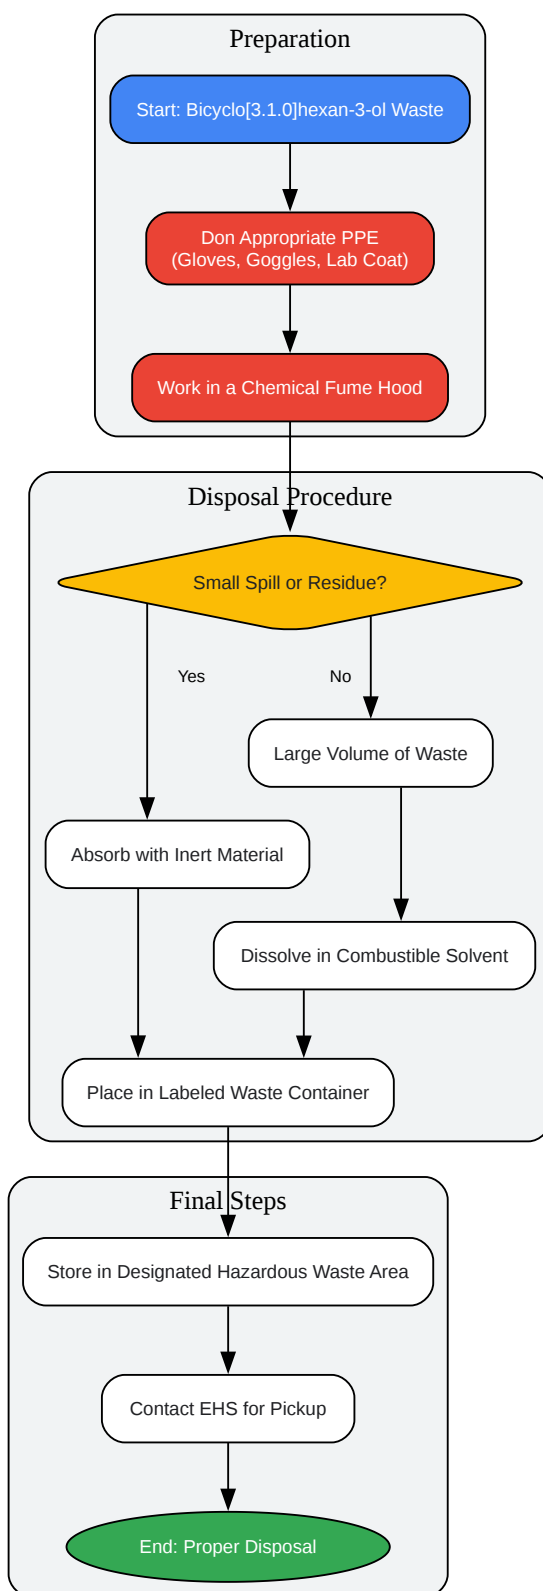 Preparation
Start: Bicyclo[3.1.0]hexan-3-ol Waste
Don Appropriate PPE
(Gloves, Goggles, Lab Coat)
Work in a Chemical Fume Hood
Disposal Procedure
Small Spill or Residue?
Yes
No
Large Volume of Waste
Absorb with Inert Material
Dissolve in Combustible Solvent
Place in Labeled Waste Container
Final Steps
Store in Designated Hazardous Waste Area
Contact EHS for Pickup
End: Proper Disposal